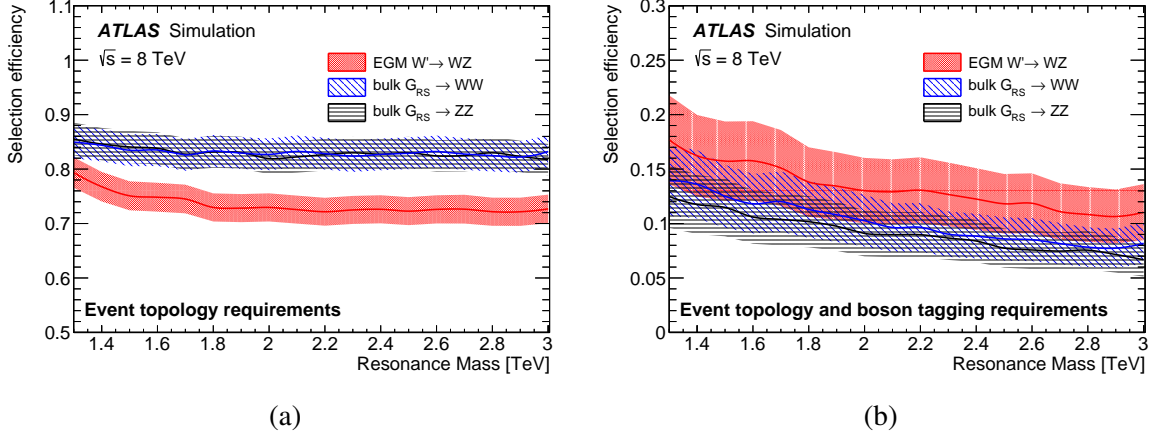 Selection efficiency
1.1
1
0.9
0.8
0.7
0.6
0.5
ATLAS Simulation
√s = 8 TeV
EGM W'→ WZ
bulk G_RS → WW
bulk G_RS → ZZ
Event topology requirements
1.4 1.6 1.8 2 2.2 2.4 2.6 2.8 3
Resonance Mass [TeV]
(a)
Selection efficiency
0.3
0.25
0.2
0.15
0.1
0.05
0
ATLAS Simulation
√s = 8 TeV
EGM W'→ WZ
bulk G_RS → WW
bulk G_RS → ZZ
Event topology and boson tagging requirements
1.4 1.6 1.8 2 2.2 2.4 2.6 2.8 3
Resonance Mass [TeV]
(b)